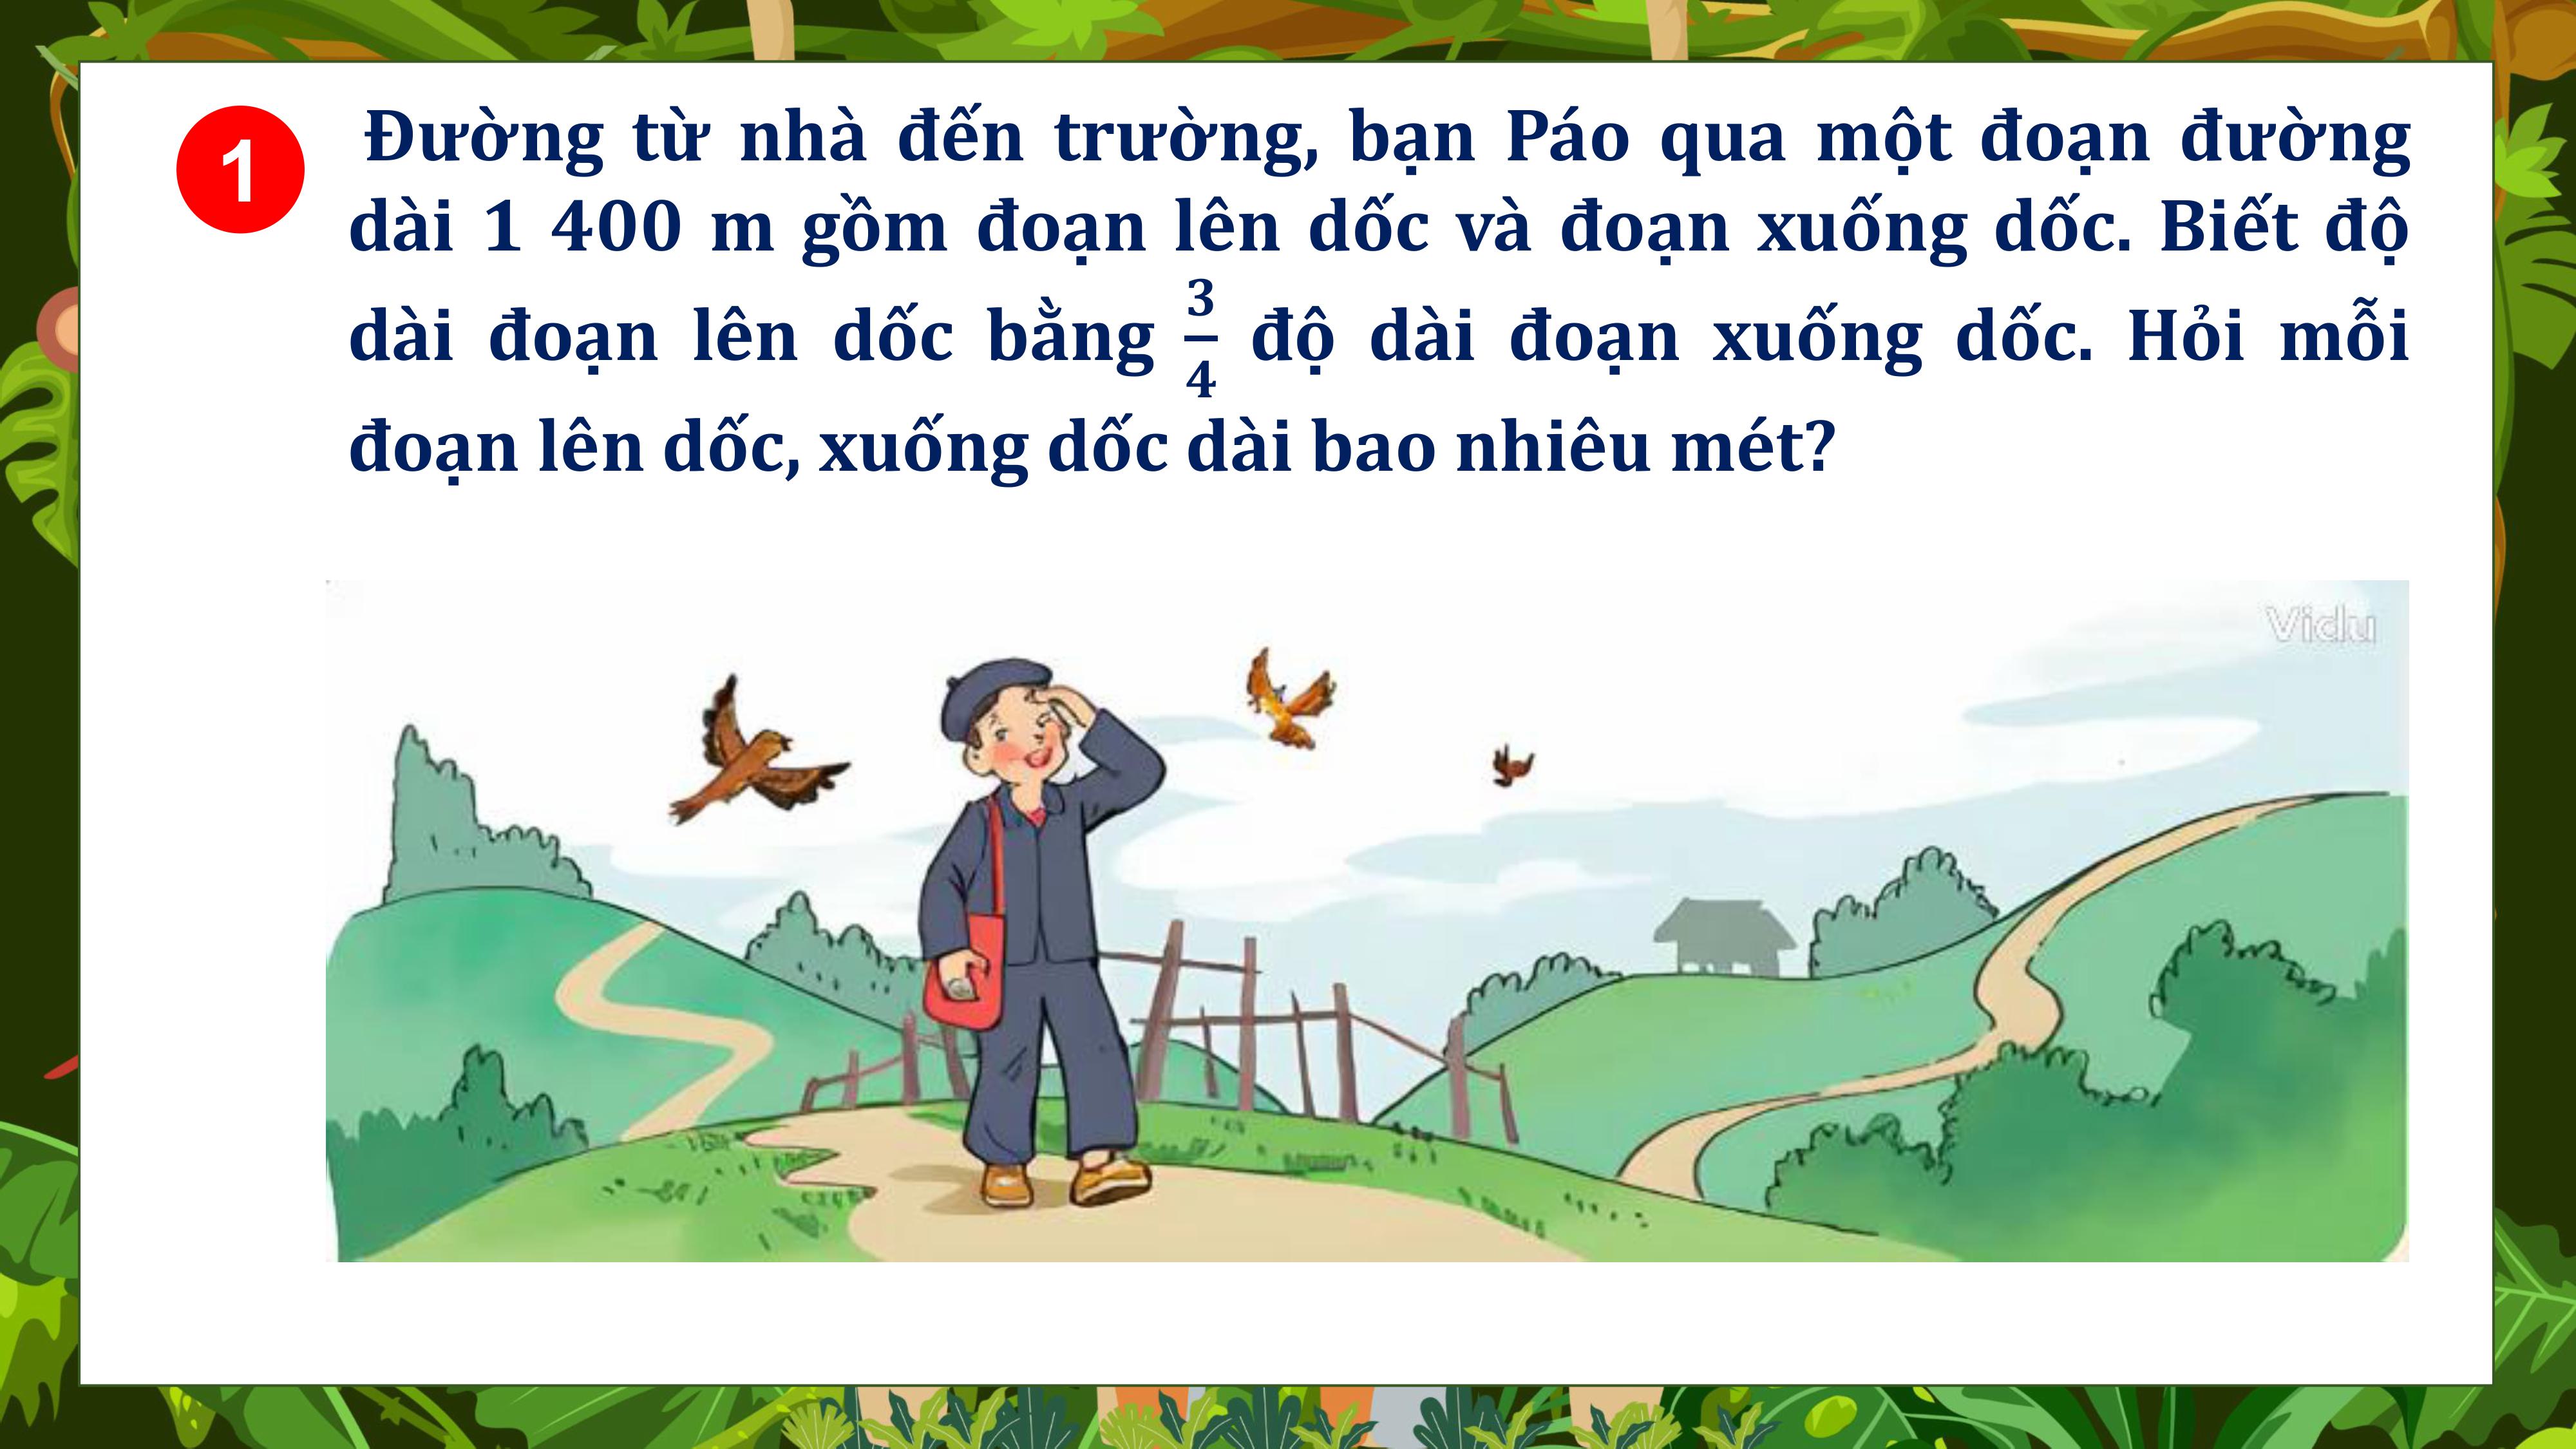 1
Đường từ nhà đến trường, bạn Páo qua một đoạn đường
dài 1 400 m gồm đoạn lên dốc và đoạn xuống dốc. Biết độ
dài đoạn lên dốc bằng 3/4 độ dài đoạn xuống dốc. Hỏi mỗi
đoạn lên dốc, xuống dốc dài bao nhiêu mét?
Vidu